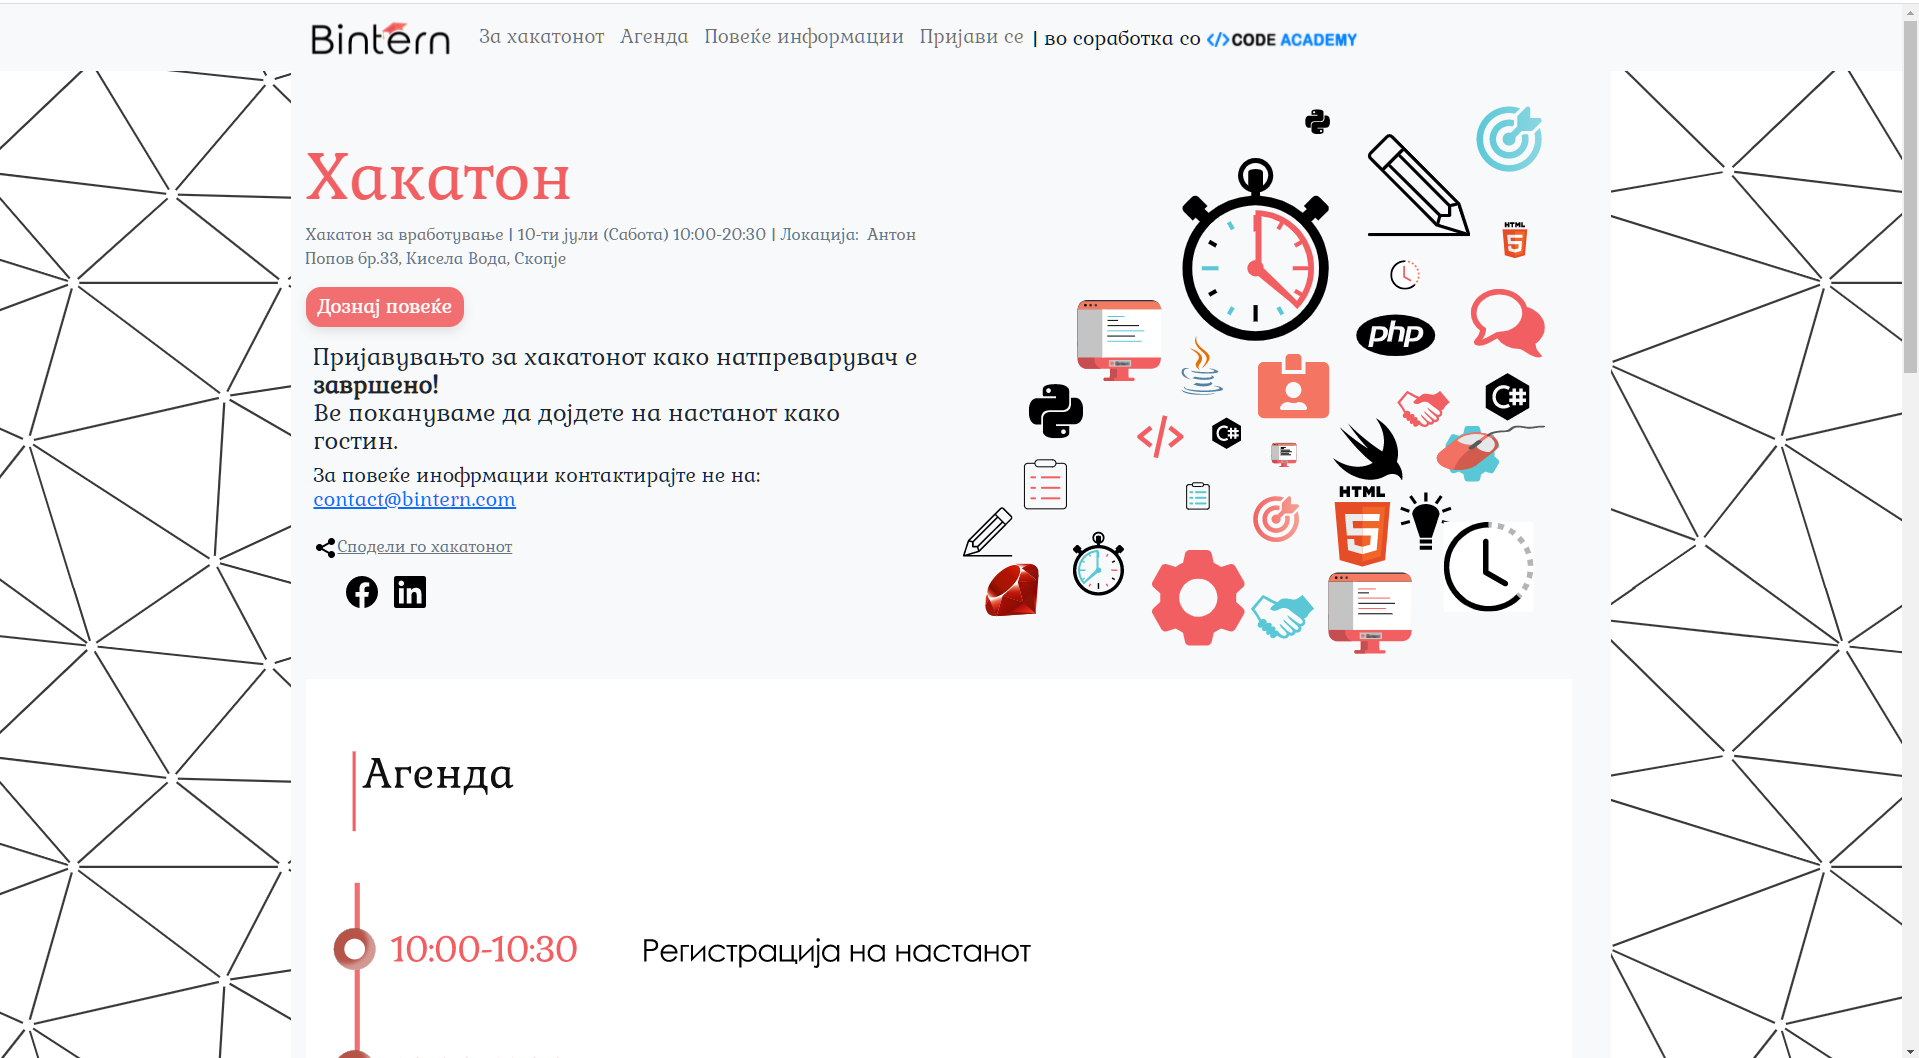 Bintern
За хакатонот Агенда Повеќе информации Пријави се | во соработка со </>CODE ACADEMY
Хакатон
Хакатон за вработување | 10-ти јули (Сабота) 10:00-20:30 | Локација: Антон
Попов бр.33, Кисела Вода, Скопје
Дознај повеќе
Пријавувањто за хакатонот како натпреварувач е
завршено!
Ве покануваме да дојдете на настанот како
гостин.
За повеќе инофрмации контактирајте не на:
contact@bintern.com
Сподели го хакатонот
HTML
5
php
C#
</>
C#
HTML
5
Агенда
10:00-10:30 Регистрација на настанот